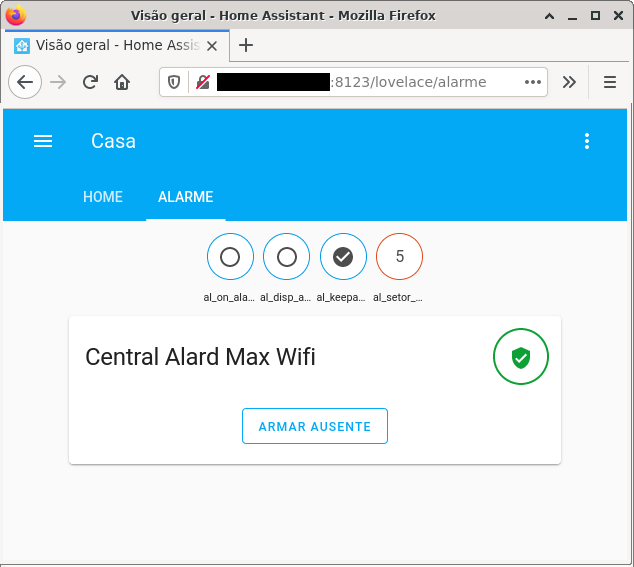 Visão geral - Home Assistant - Mozilla Firefox
Visão geral - Home Assis
:8123/lovelace/alarme
Casa
HOME ALARME
5
al_on_ala... al_disp_a... al_keepa... al_setor_...
Central Alard Max Wifi
ARMAR AUSENTE